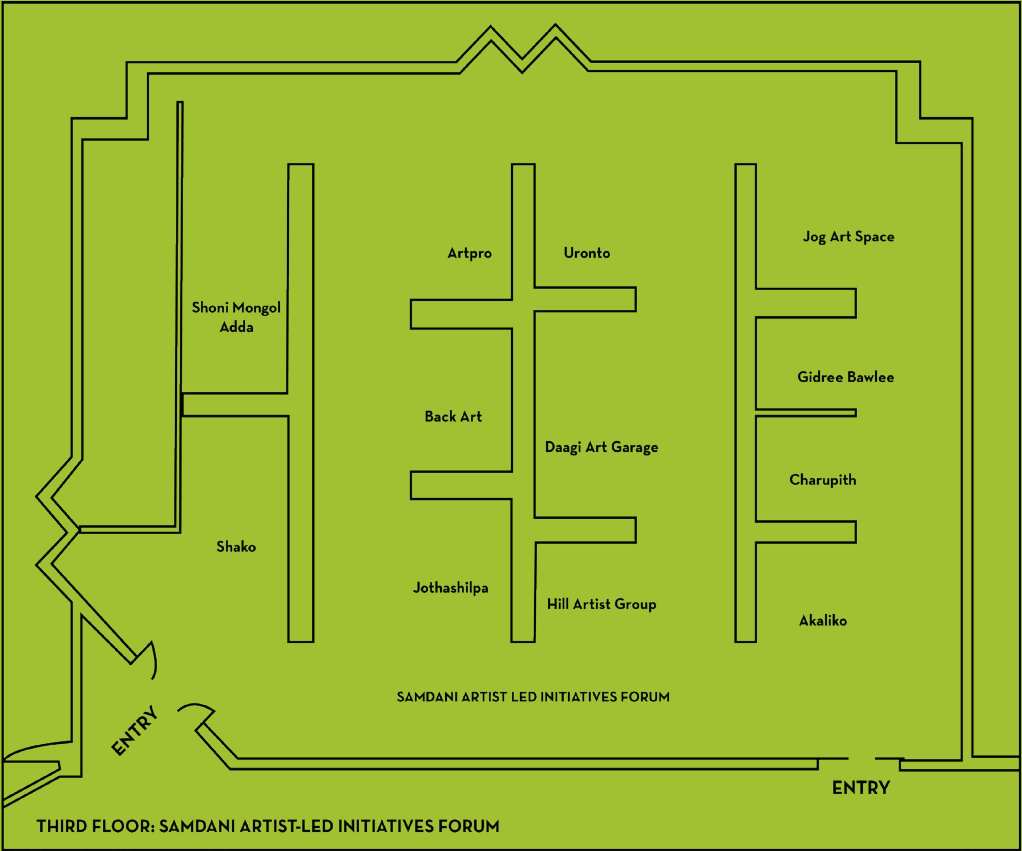 Jog Art Space
Artpro
Uronto
Shoni Mongol
Adda
Gidree Bawlee
Back Art
Daagi Art Garage
Charupith
Shako
Jothashilpa
Hill Artist Group
Akaliko
SAMDANI ARTIST LED INITIATIVES FORUM
ENTRY
ENTRY
THIRD FLOOR: SAMDANI ARTIST-LED INITIATIVES FORUM